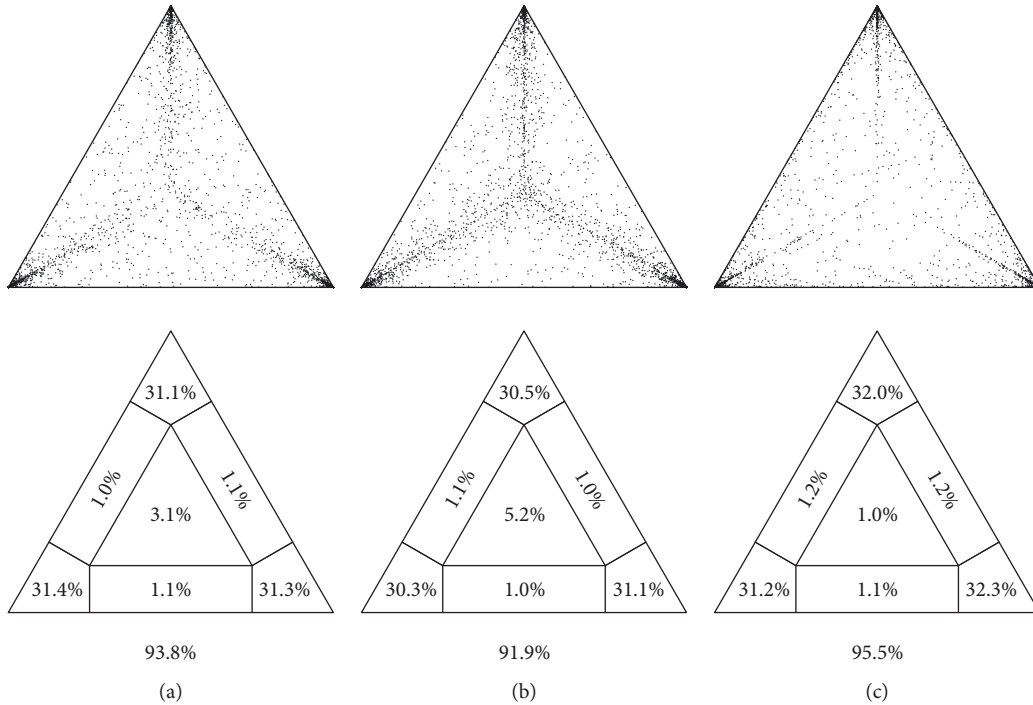 31.1% 30.5% 32.0%
1.0% 1.1% 1.1% 1.0% 1.2% 1.2%
3.1% 5.2% 1.0%
31.4% 1.1% 31.3% 30.3% 1.0% 31.1% 31.2% 1.1% 32.3%
93.8% 91.9% 95.5%
(a) (b) (c)